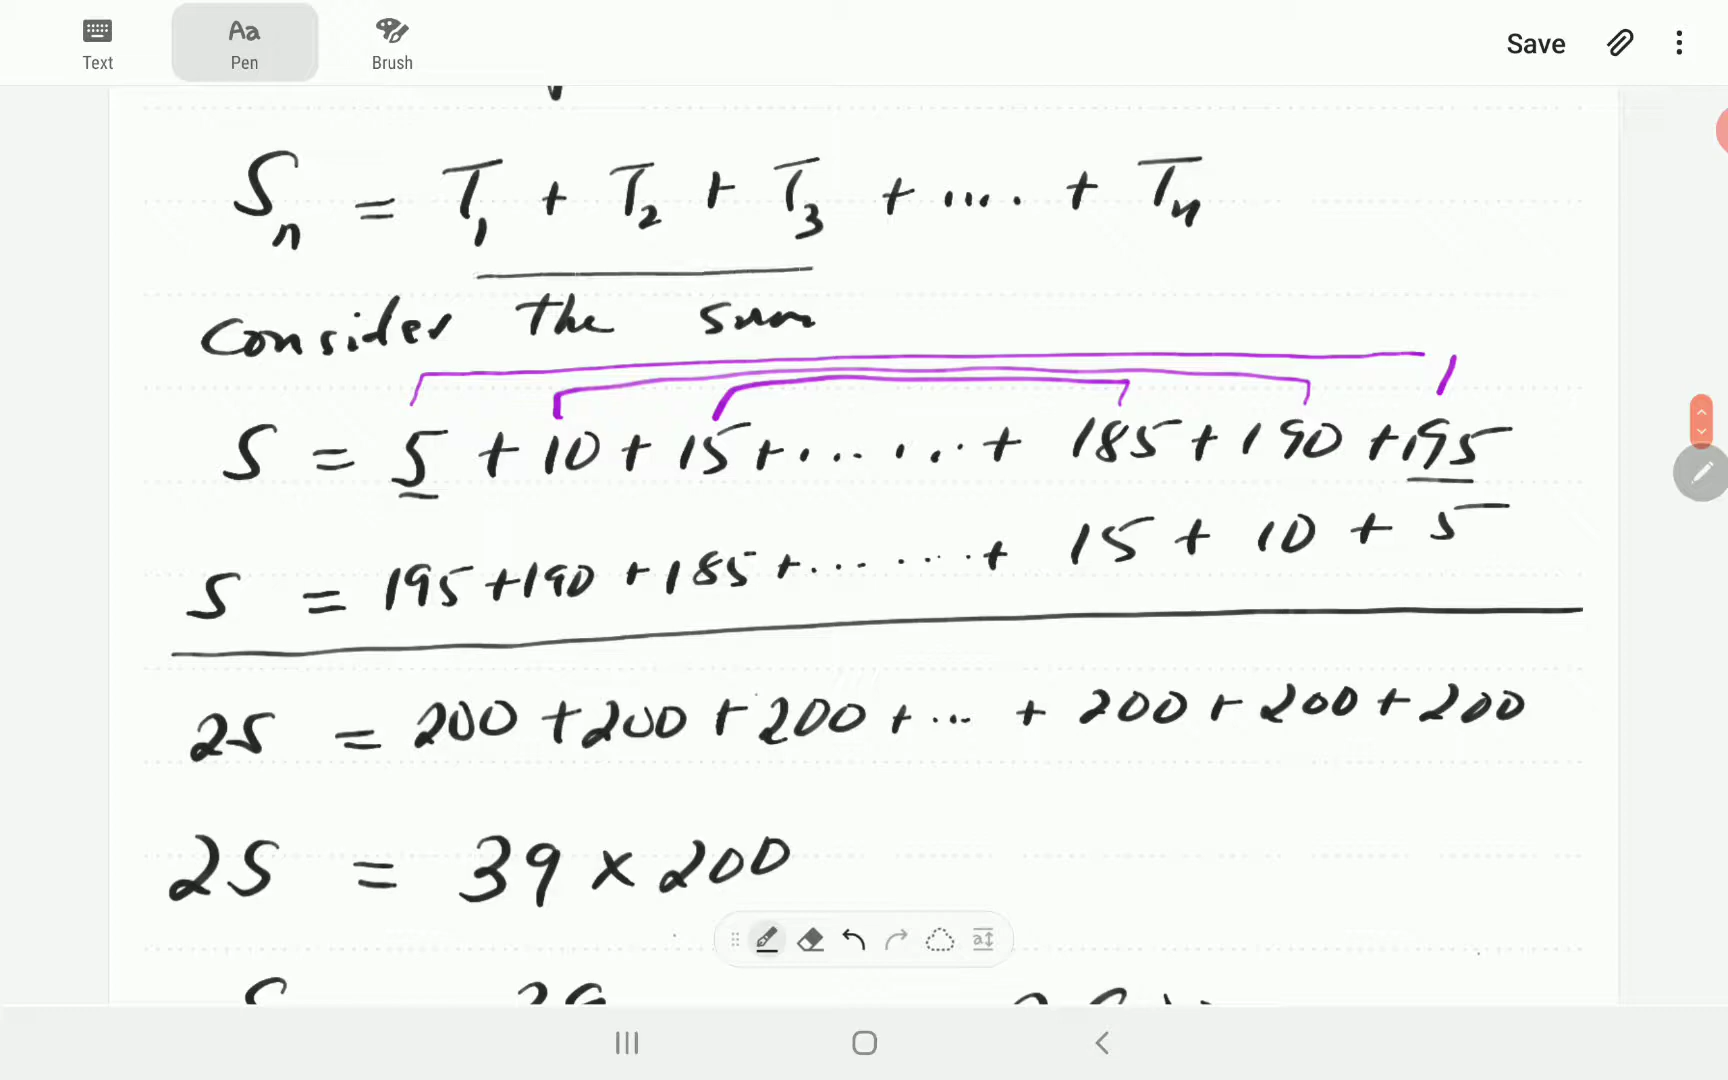 Text Pen Brush Save
Sn = T1 + T2 + T3 + .... + Tn
Consider the sum
S = 5 + 10 + 15 + ... ... + 185 + 190 + 195
S = 195 + 190 + 185 + .... ... + 15 + 10 + 5
2S = 200 + 200 + 200 + ... + 200 + 200 + 200
2S = 39 × 200